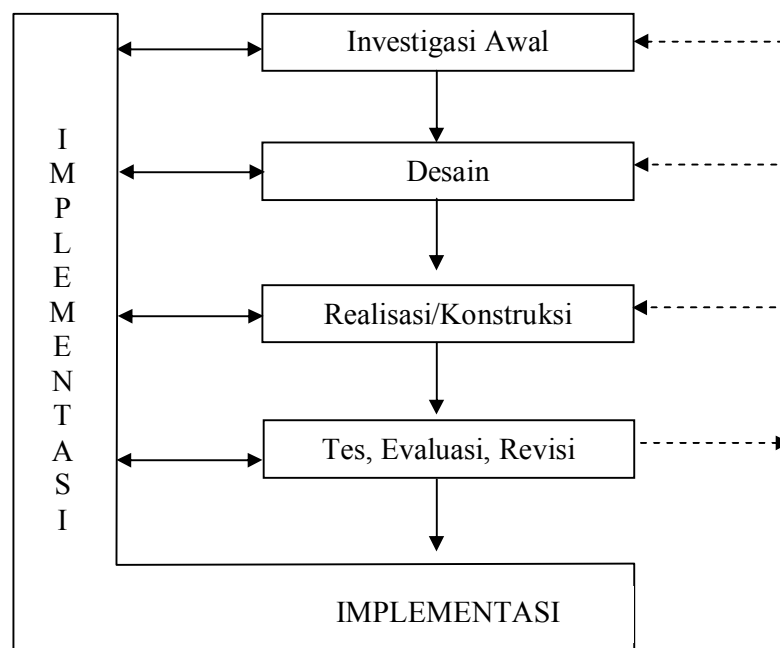 Investigasi Awal
Desain
Realisasi/Konstruksi
Tes, Evaluasi, Revisi
I
M
P
L
E
M
E
N
T
A
S
I
IMPLEMENTASI